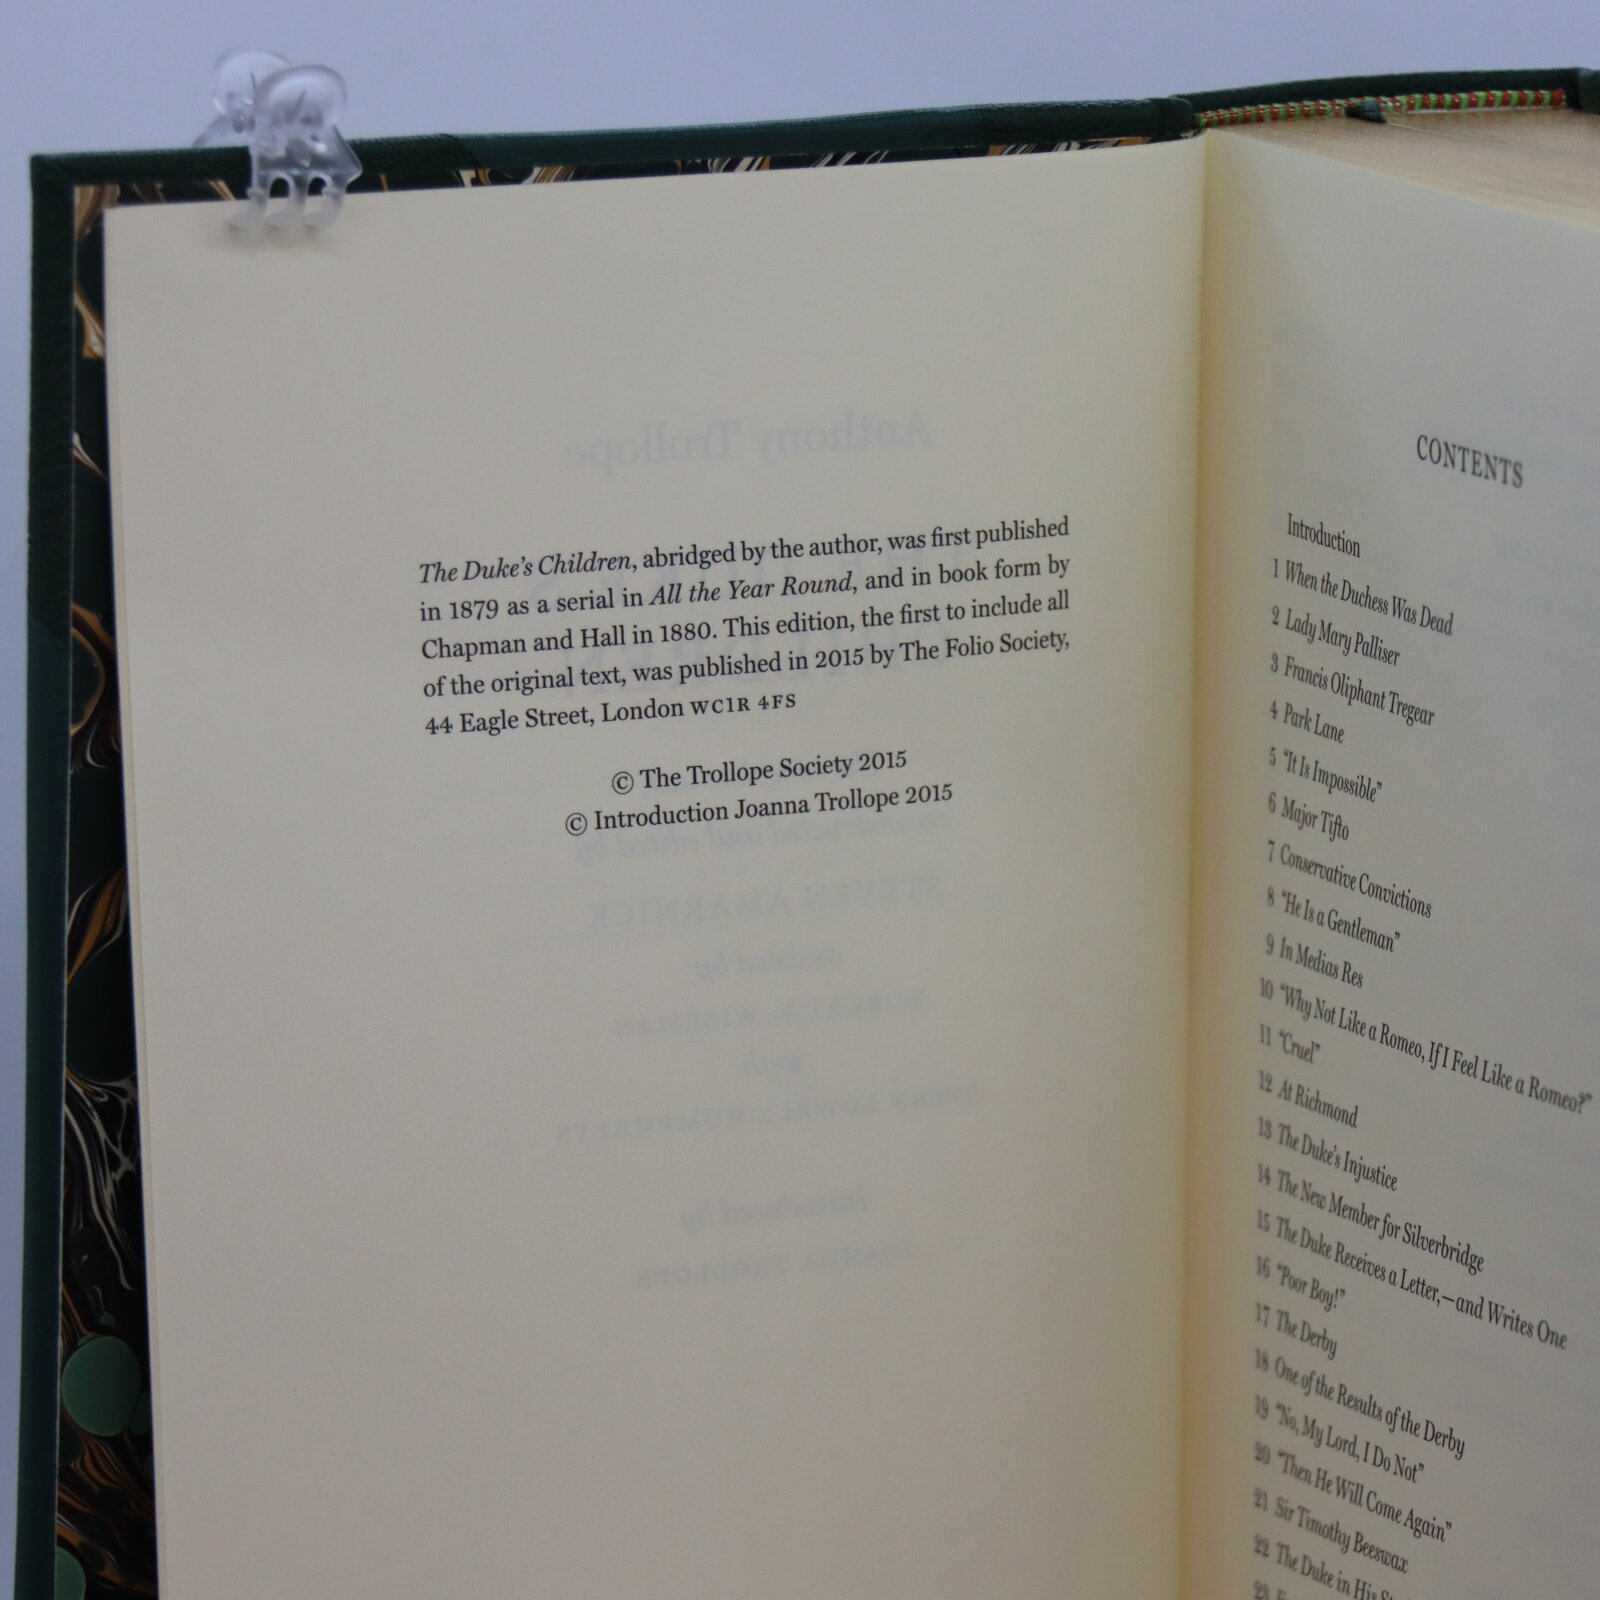 The Duke's Children, abridged by the author, was first published
in 1879 as a serial in All the Year Round, and in book form by
Chapman and Hall in 1880. This edition, the first to include all
of the original text, was published in 2015 by The Folio Society,
44 Eagle Street, London WC1R 4FS
© The Trollope Society 2015
© Introduction Joanna Trollope 2015
Anthony Trollope
CONTENTS
Introduction
1 When the Duchess Was Dead
2 Lady Mary Palliser
3 Francis Oliphant Tregear
4 Park Lane
5 “It Is Impossible”
6 Major Tifto
7 Conservative Convictions
8 “He Is a Gentleman”
9 In Medias Res
10 “Why Not Like a Romeo, If I Feel Like a Romeo?”
11 “Cruel”
12 At Richmond
13 The Duke's Injustice
14 The New Member for Silverbridge
15 The Duke Receives a Letter,—and Writes One
16 “Poor Boy!”
17 The Derby
18 One of the Results of the Derby
19 “No, My Lord, I Do Not”
20 “Then He Will Come Again”
21 Sir Timothy Beeswax
22 The Duke in His
23